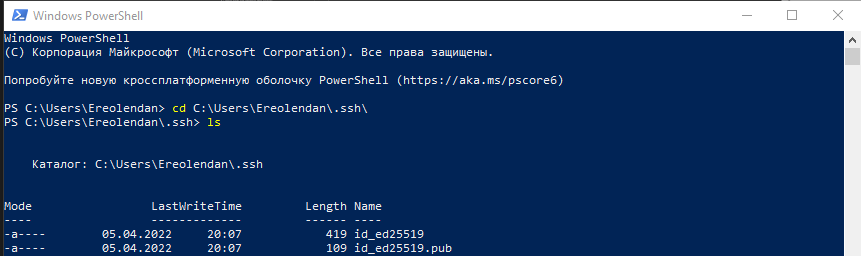 Windows PowerShell
Windows PowerShell
(C) Корпорация Майкрософт (Microsoft Corporation). Все права защищены.
Попробуйте новую кроссплатформенную оболочку PowerShell (https://aka.ms/pscore6)
PS C:\Users\Ereolendan> cd C:\Users\Ereolendan\.ssh\
PS C:\Users\Ereolendan\.ssh> ls
Каталог: C:\Users\Ereolendan\.ssh
Mode LastWriteTime Length Name
---- ------------- ------ ----
-a---- 05.04.2022 20:07 419 id_ed25519
-a---- 05.04.2022 20:07 109 id_ed25519.pub